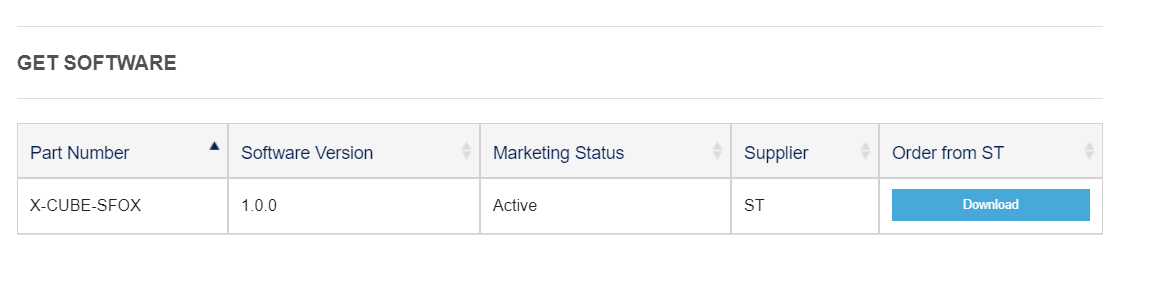 GET SOFTWARE
Part Number Software Version Marketing Status Supplier Order from ST
X-CUBE-SFOX 1.0.0 Active ST Download